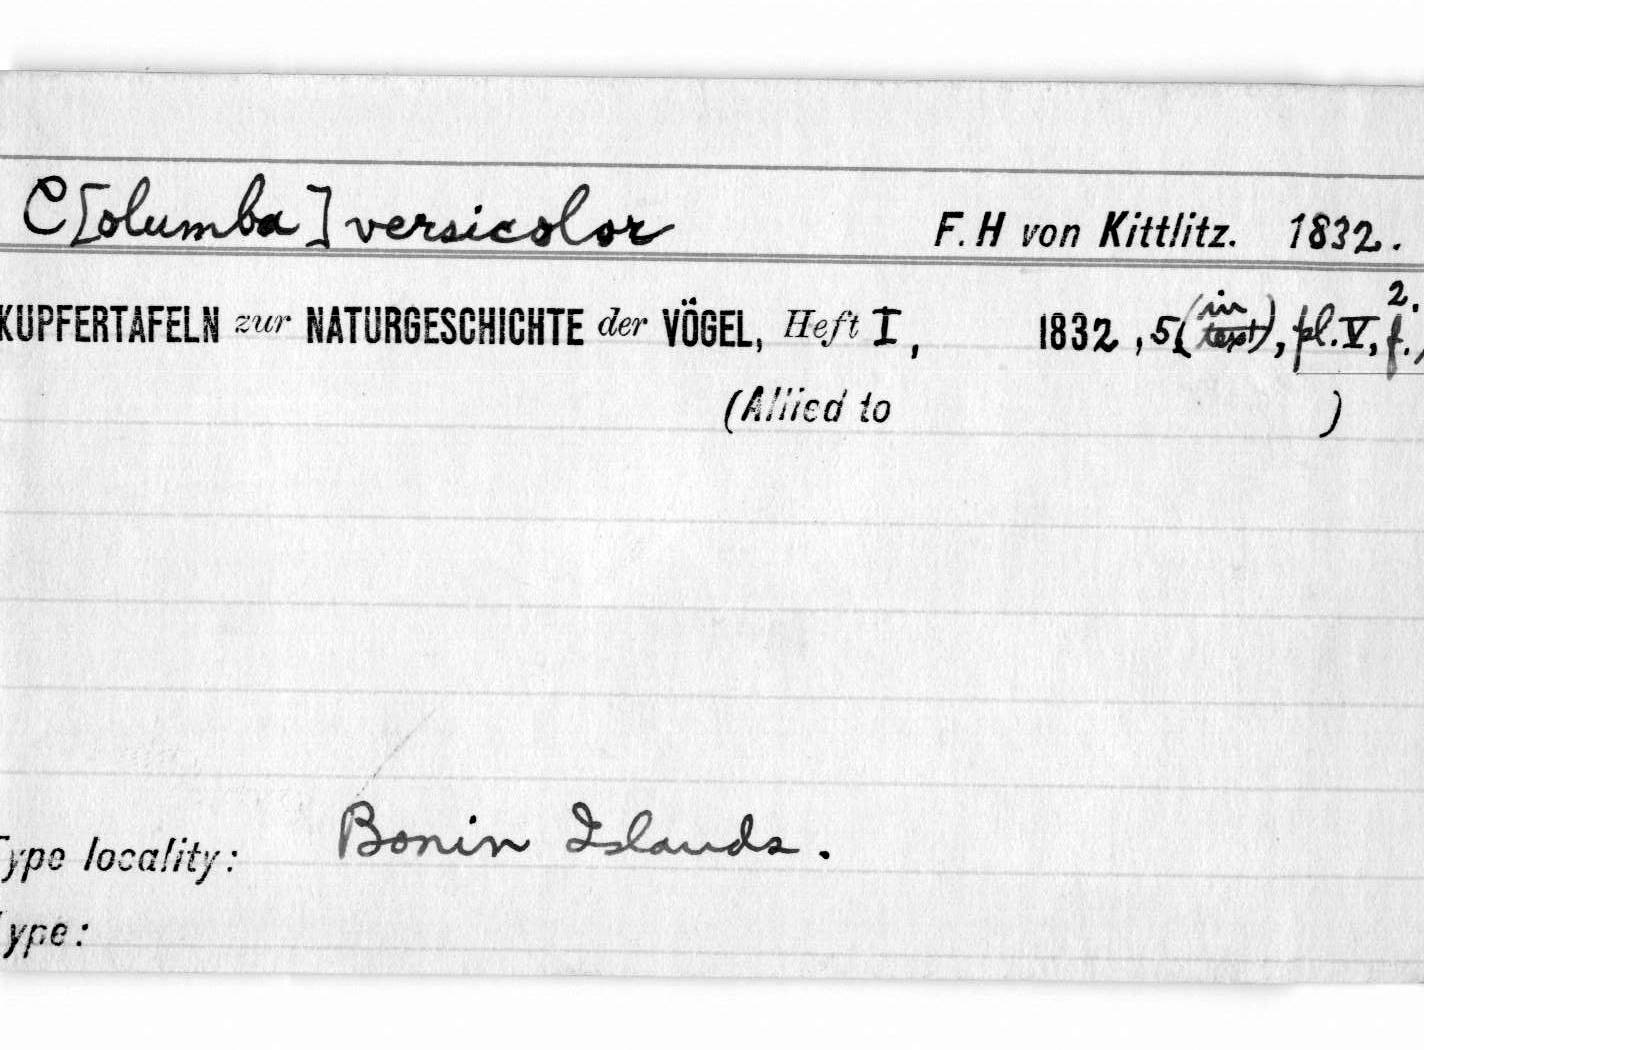 C[olumba] versicolor F. H von Kittlitz. 1832.
KUPFERTAFELN zur NATURGESCHICHTE der VÖGEL, Heft I, 1832, 5(in text), pl. V, f. 2.
(Allied to )
Type locality: Bonin Islands.
Type: